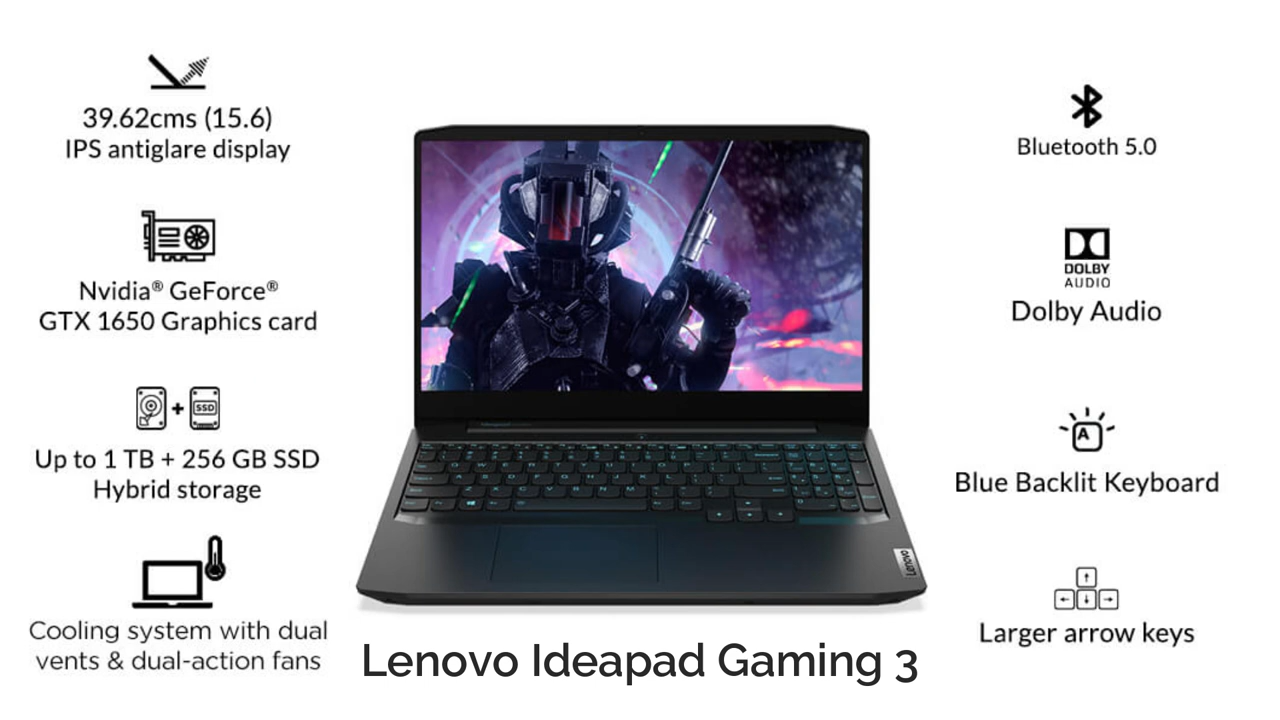 39.62cms (15.6)
IPS antiglare display
Nvidia® GeForce®
GTX 1650 Graphics card
SSD
Up to 1 TB + 256 GB SSD
Hybrid storage
Cooling system with dual
vents & dual-action fans
Lenovo
Lenovo Ideapad Gaming 3
Bluetooth 5.0
DOLBY
AUDIO
Dolby Audio
A
Blue Backlit Keyboard
Larger arrow keys